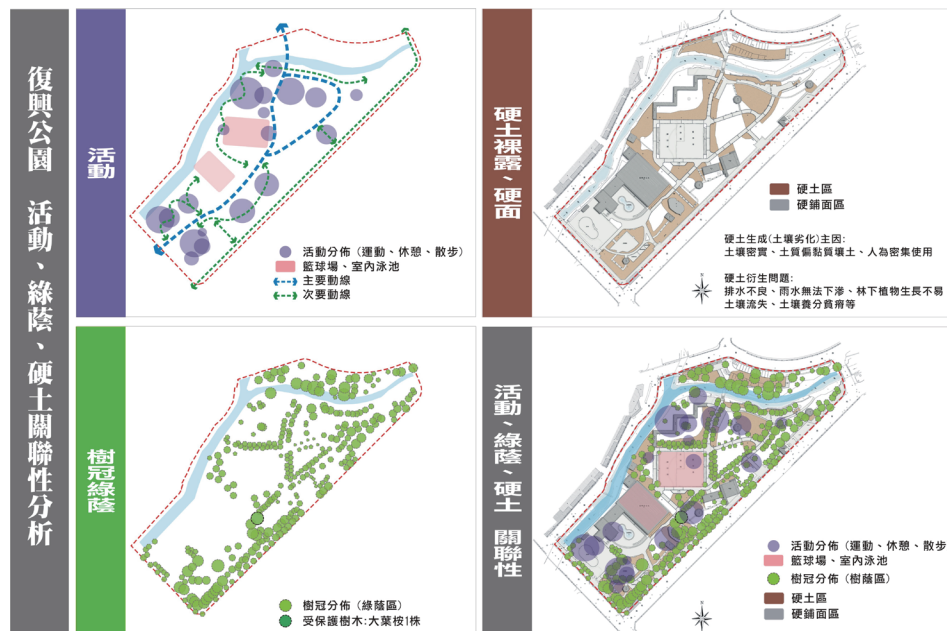 復興公園 活動、綠蔭、硬土關聯性分析
活動
活動分佈 (運動、休憩、散步)
籃球場、室內泳池
主要動線
次要動線
硬土裸露、硬面
硬土區
硬鋪面區
硬土生成(土壤劣化)主因:
土壤密實、土質偏黏質壤土、人為密集使用
硬土衍生問題:
排水不良、雨水無法下滲、林下植物生長不易
土壤流失、土壤養分貧瘠等
樹冠綠蔭
樹冠分佈 (綠蔭區)
受保護樹木:大葉桉1株
活動、綠蔭、硬土 關聯性
活動分佈 (運動、休憩、散步
籃球場、室內泳池
樹冠分佈 (樹蔭區)
硬土區
硬鋪面區